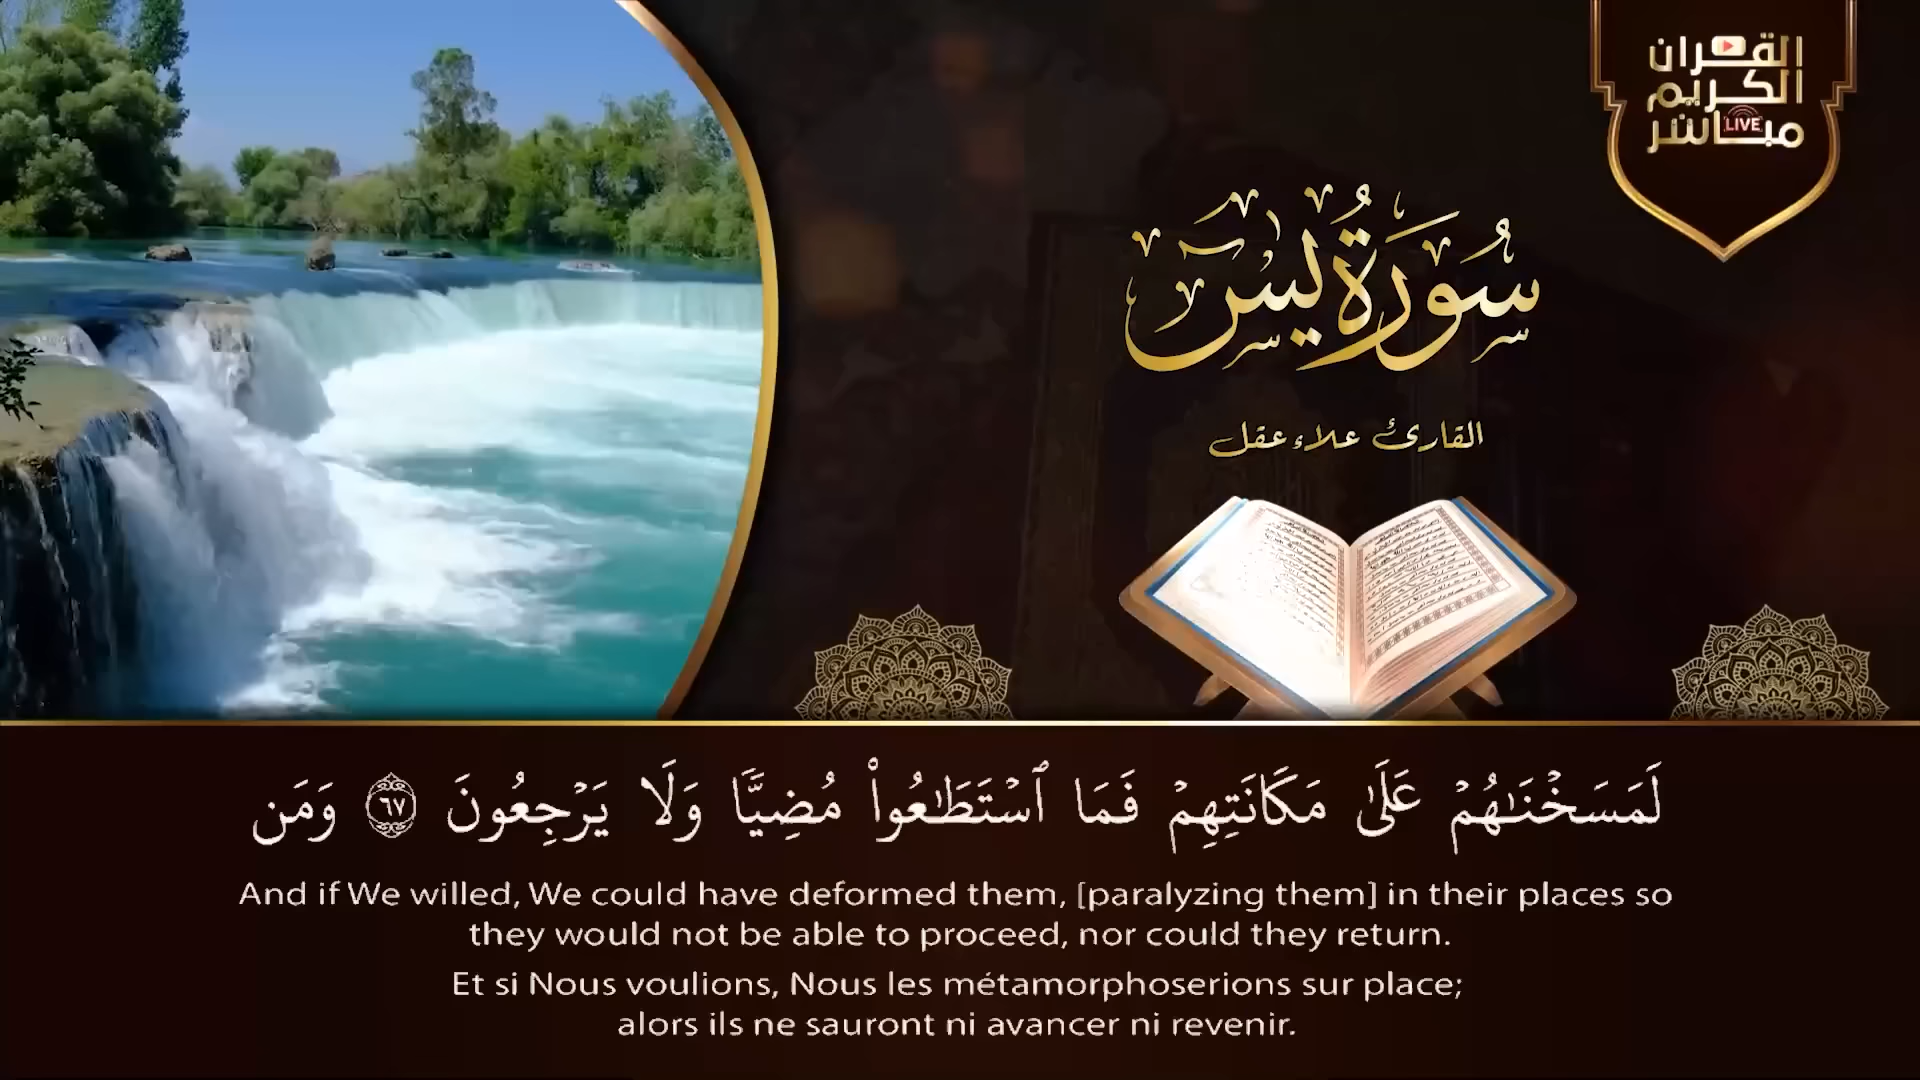 القرآن
الكريم
مباشر
LIVE
سُورَةُ يسٓ
القارئ علاء عقل
لَمَسَخْنَٰهُمْ عَلَىٰ مَكَانَتِهِمْ فَمَا ٱسْتَطَٰعُوا۟ مُضِيًّا وَلَا يَرْجِعُونَ ٦٧ وَمَن
And if We willed, We could have deformed them, [paralyzing them] in their places so
they would not be able to proceed, nor could they return.
Et si Nous voulions, Nous les métamorphoserions sur place;
alors ils ne sauront ni avancer ni revenir.